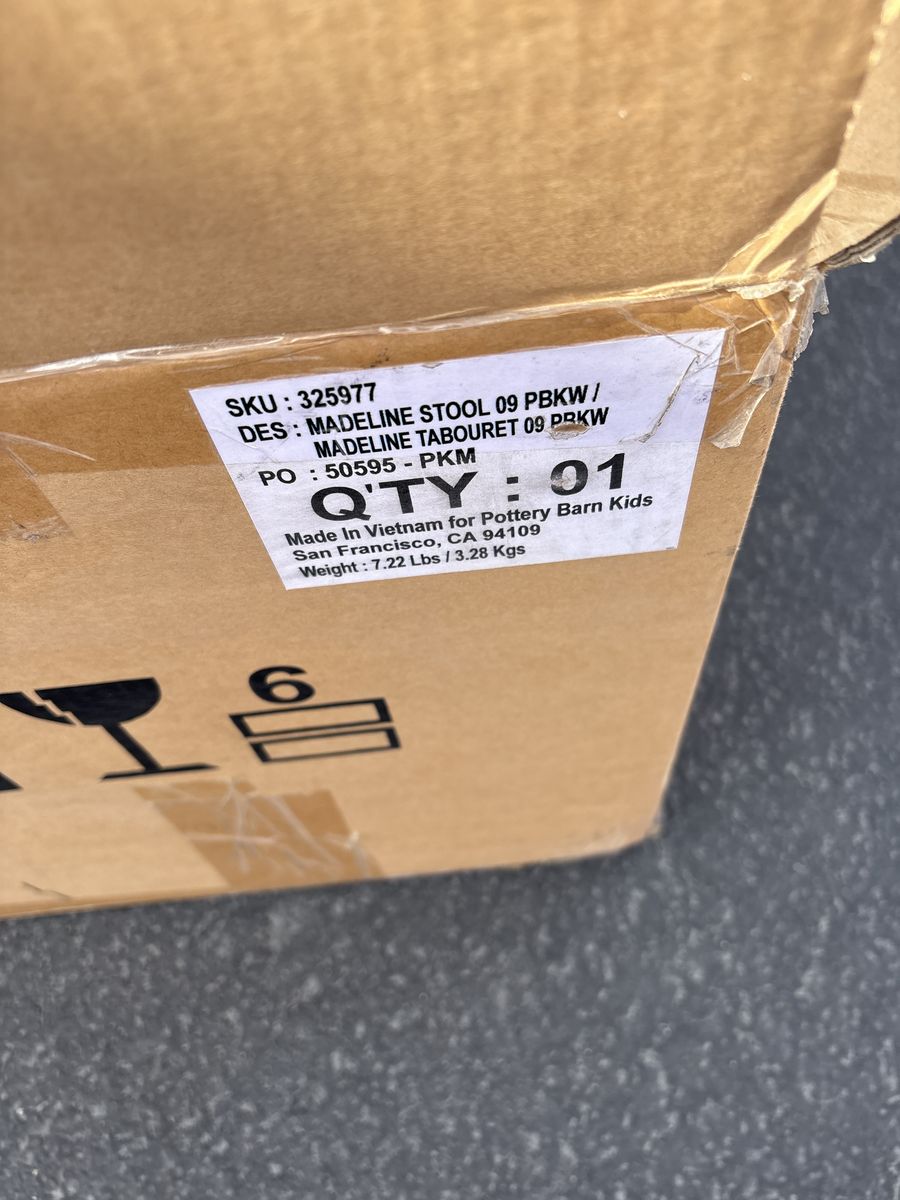 SKU : 325977
DES : MADELINE STOOL 09 PBKW /
MADELINE TABOURET 09 PBKW
PO : 50595 - PKM
Q'TY : 01
Made In Vietnam for Pottery Barn Kids
San Francisco, CA 94109
Weight : 7.22 Lbs / 3.28 Kgs
6